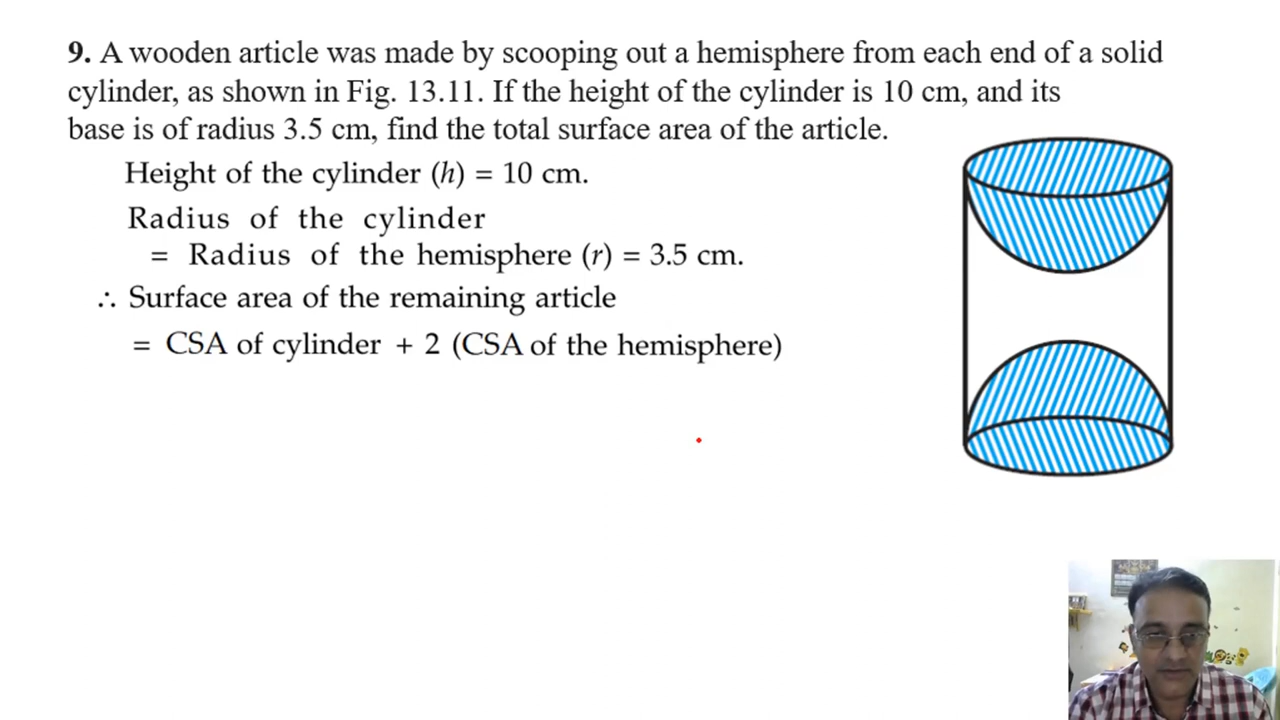 9. A wooden article was made by scooping out a hemisphere from each end of a solid
cylinder, as shown in Fig. 13.11. If the height of the cylinder is 10 cm, and its
base is of radius 3.5 cm, find the total surface area of the article.
Height of the cylinder (h) = 10 cm.
Radius of the cylinder
= Radius of the hemisphere (r) = 3.5 cm.
∴ Surface area of the remaining article
= CSA of cylinder + 2 (CSA of the hemisphere)